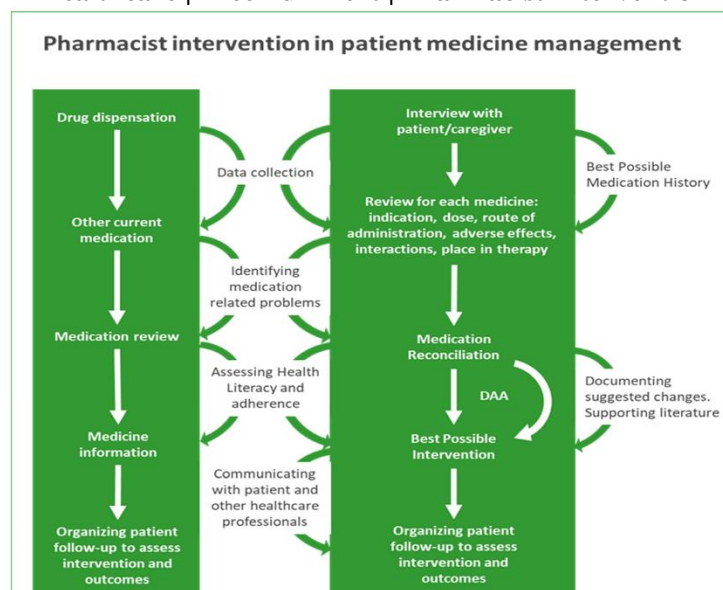 Pharmacist intervention in patient medicine management
Drug dispensation
Other current
medication
Medication review
Medicine
information
Organizing patient
follow-up to assess
intervention and
outcomes
Data collection
Identifying
medication
related problems
Assessing Health
Literacy and
adherence
Communicating
with patient and
other healthcare
professionals
Interview with
patient/caregiver
Review for each medicine:
indication, dose, route of
administration, adverse effects,
interactions, place in therapy
Medication
Reconciliation
DAA
Best Possible
Intervention
Organizing patient
follow-up to assess
intervention and
outcomes
Best Possible
Medication History
Documenting
suggested changes.
Supporting literature